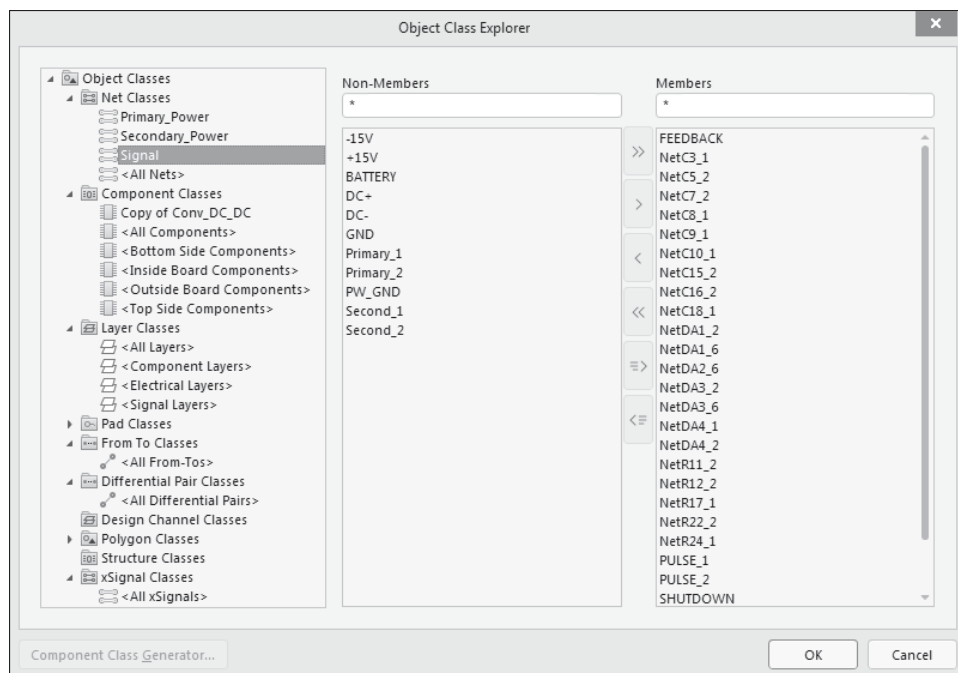 Object Class Explorer
Object Classes
Net Classes
Primary_Power
Secondary_Power
Signal
<All Nets>
Component Classes
Copy of Conv_DC_DC
<All Components>
<Bottom Side Components>
<Inside Board Components>
<Outside Board Components>
<Top Side Components>
Layer Classes
<All Layers>
<Component Layers>
<Electrical Layers>
<Signal Layers>
Pad Classes
From To Classes
<All From-Tos>
Differential Pair Classes
<All Differential Pairs>
Design Channel Classes
Polygon Classes
Structure Classes
xSignal Classes
<All xSignals>
Non-Members
*
-15V
+15V
BATTERY
DC+
DC-
GND
Primary_1
Primary_2
PW_GND
Second_1
Second_2
Members
*
FEEDBACK
NetC3_1
NetC5_2
NetC7_2
NetC8_1
NetC9_1
NetC10_1
NetC15_2
NetC16_2
NetC18_1
NetDA1_2
NetDA1_6
NetDA2_6
NetDA3_2
NetDA3_6
NetDA4_1
NetDA4_2
NetR11_2
NetR12_2
NetR17_1
NetR22_2
NetR24_1
PULSE_1
PULSE_2
SHUTDOWN
Component Class Generator...
OK
Cancel